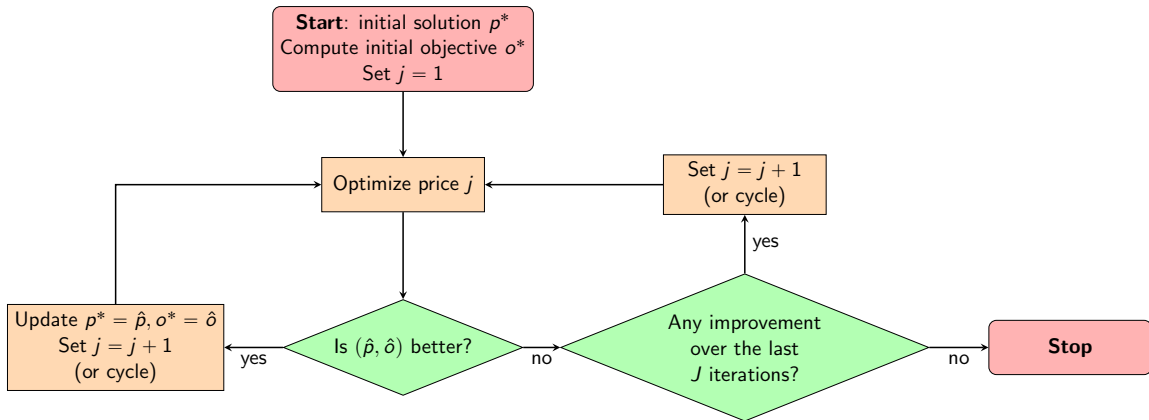 Start: initial solution p*
Compute initial objective o*
Set j = 1
Optimize price j
Set j = j + 1
(or cycle)
yes
Update p* = p̂, o* = ô
Set j = j + 1
(or cycle)
yes
Is (p̂, ô) better?
no
Any improvement
over the last
J iterations?
no
Stop